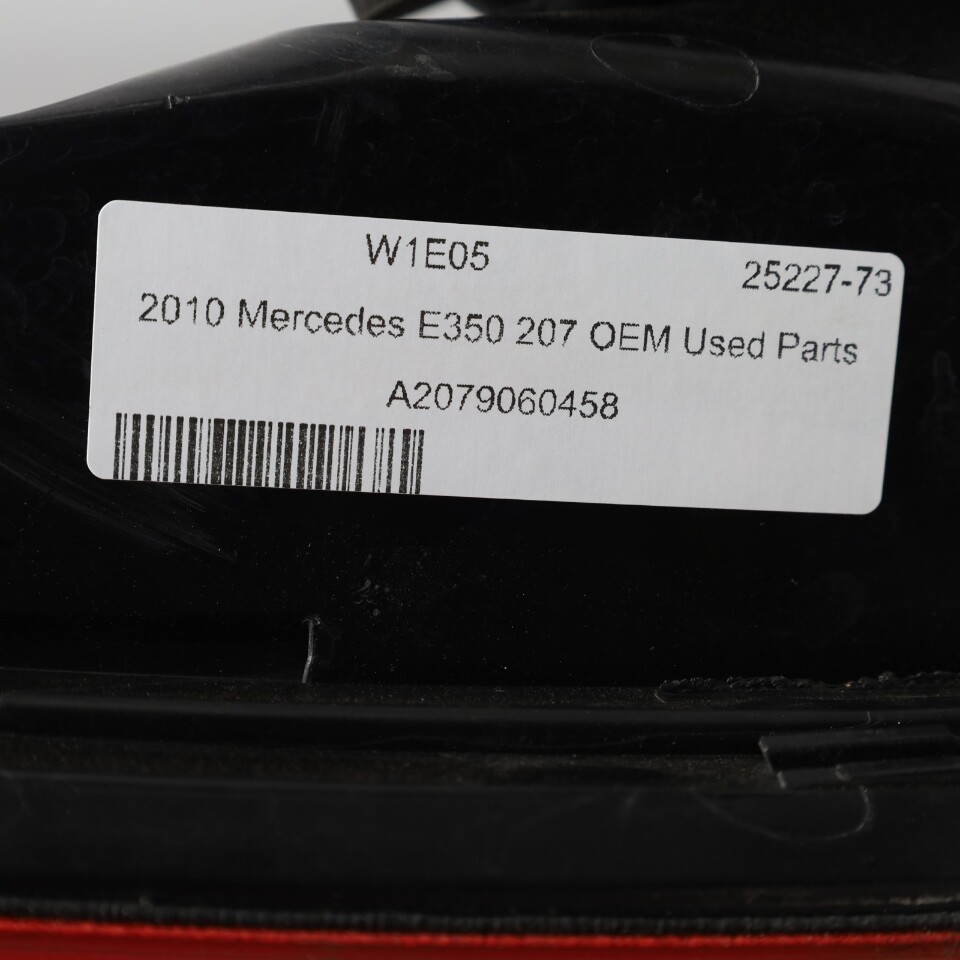 W1E05
25227-73
2010 Mercedes E350 207 OEM Used Parts
A2079060458